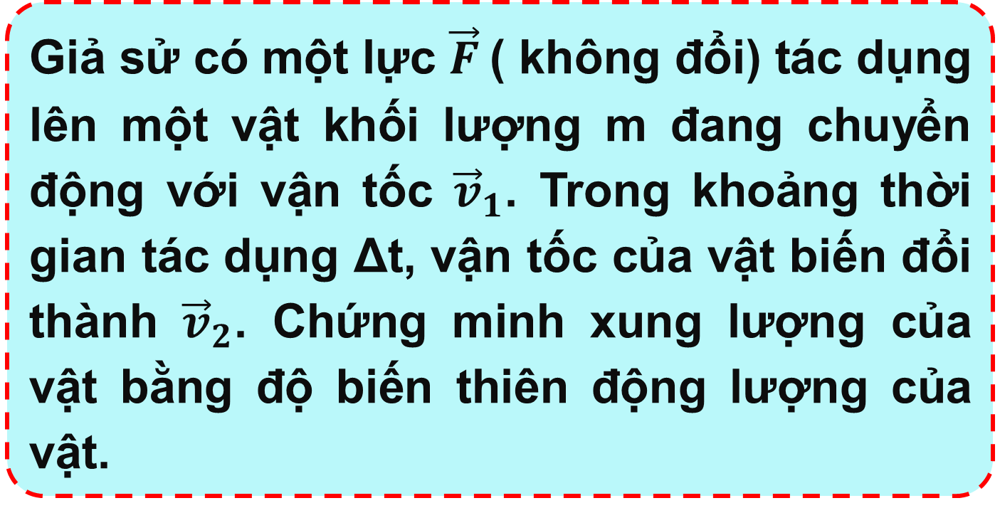 Giả sử có một lực $\vec{F}$ ( không đổi) tác dụng
lên một vật khối lượng m đang chuyển
động với vận tốc $\vec{v}_1$. Trong khoảng thời
gian tác dụng Δt, vận tốc của vật biến đổi
thành $\vec{v}_2$. Chứng minh xung lượng của
vật bằng độ biến thiên động lượng của
vật.